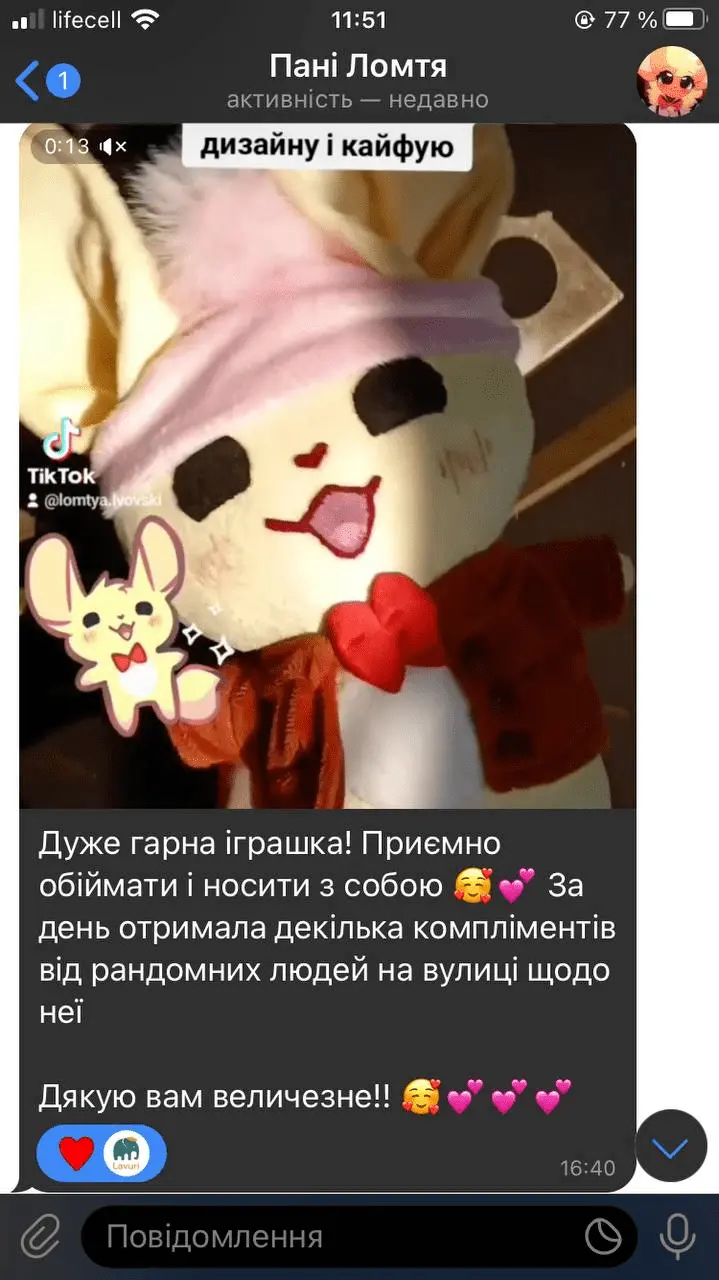 lifecell 11:51 77 %
1 Пані Ломтя
активність — недавно
0:13
дизайну і кайфую
TikTok
@lomtya.lvovski
Дуже гарна іграшка! Приємно
обіймати і носити з собою 🥰💕 За
день отримала декілька компліментів
від рандомних людей на вулиці щодо
неї
Дякую вам величезне!! 🥰💕💕💕
❤️ Lavuri
16:40
Повідомлення